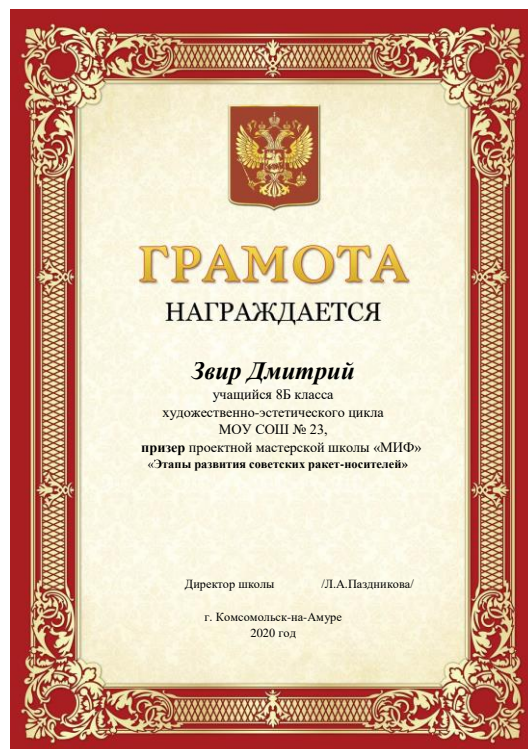 ГРАМОТА
НАГРАЖДАЕТСЯ
Звир Дмитрий
учащийся 8Б класса
художественно-эстетического цикла
МОУ СОШ № 23,
призер проектной мастерской школы «МИФ»
«Этапы развития советских ракет-носителей»
Директор школы /Л.А.Паздникова/
г. Комсомольск-на-Амуре
2020 год